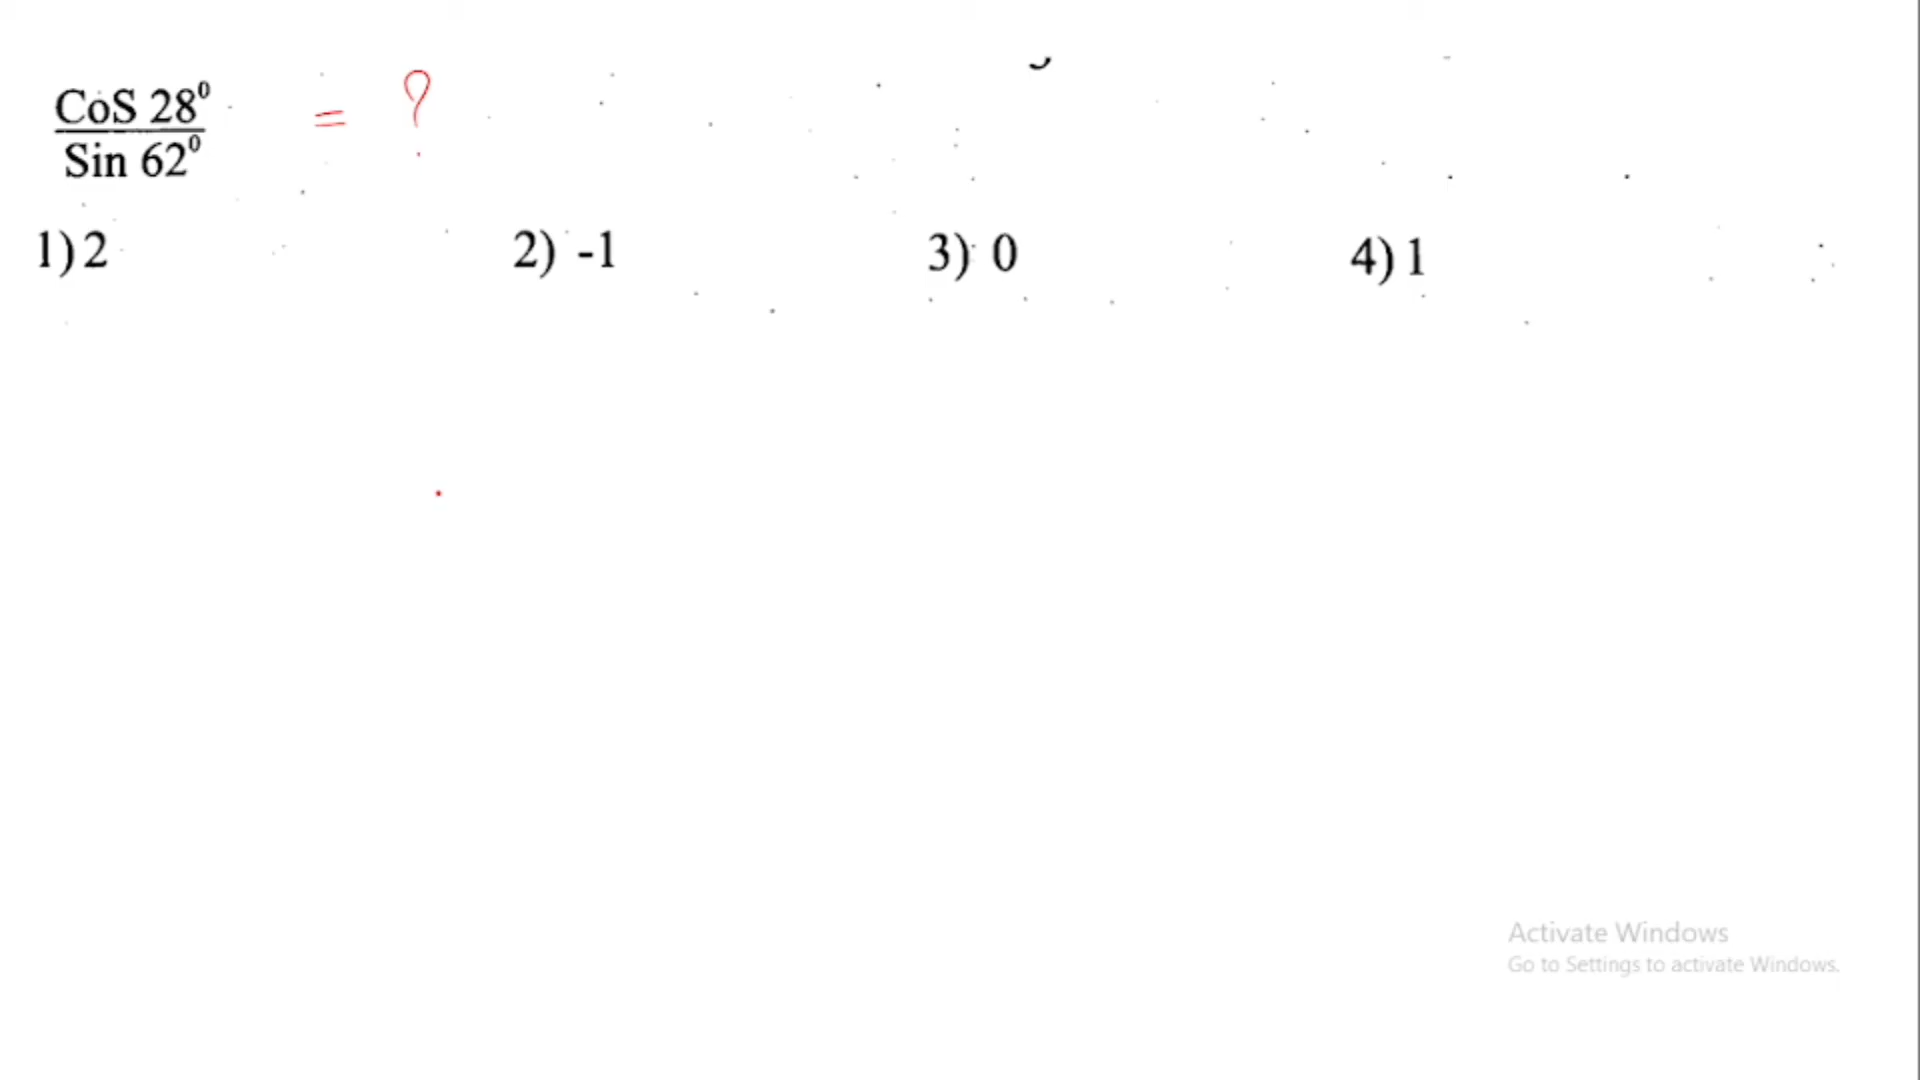 CoS 28⁰ = ?
Sin 62⁰
1) 2 2) -1 3) 0 4) 1
Activate Windows
Go to Settings to activate Windows.